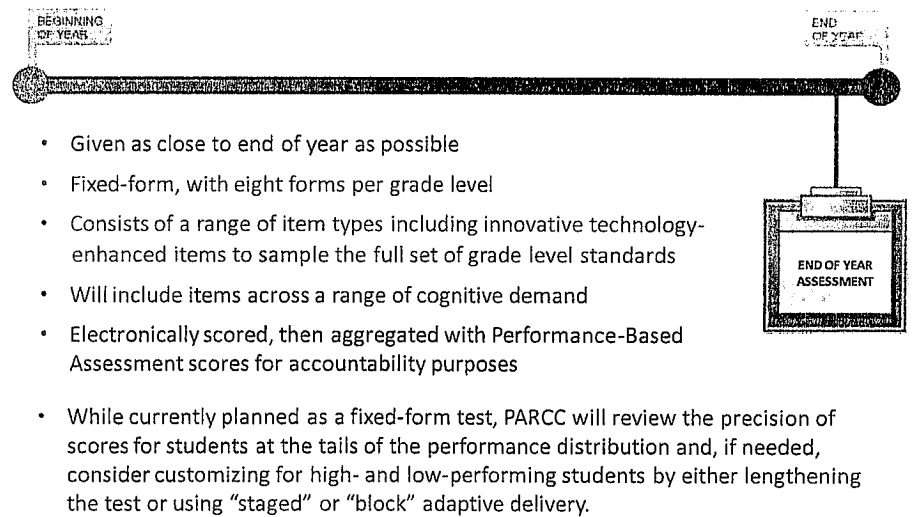 BEGINNING
OF YEAR
END
OF YEAR
• Given as close to end of year as possible
• Fixed-form, with eight forms per grade level
• Consists of a range of item types including innovative technology-
enhanced items to sample the full set of grade level standards
END OF YEAR
ASSESSMENT
• Will include items across a range of cognitive demand
• Electronically scored, then aggregated with Performance-Based
Assessment scores for accountability purposes
• While currently planned as a fixed-form test, PARCC will review the precision of
scores for students at the tails of the performance distribution and, if needed,
consider customizing for high- and low-performing students by either lengthening
the test or using “staged” or “block” adaptive delivery.